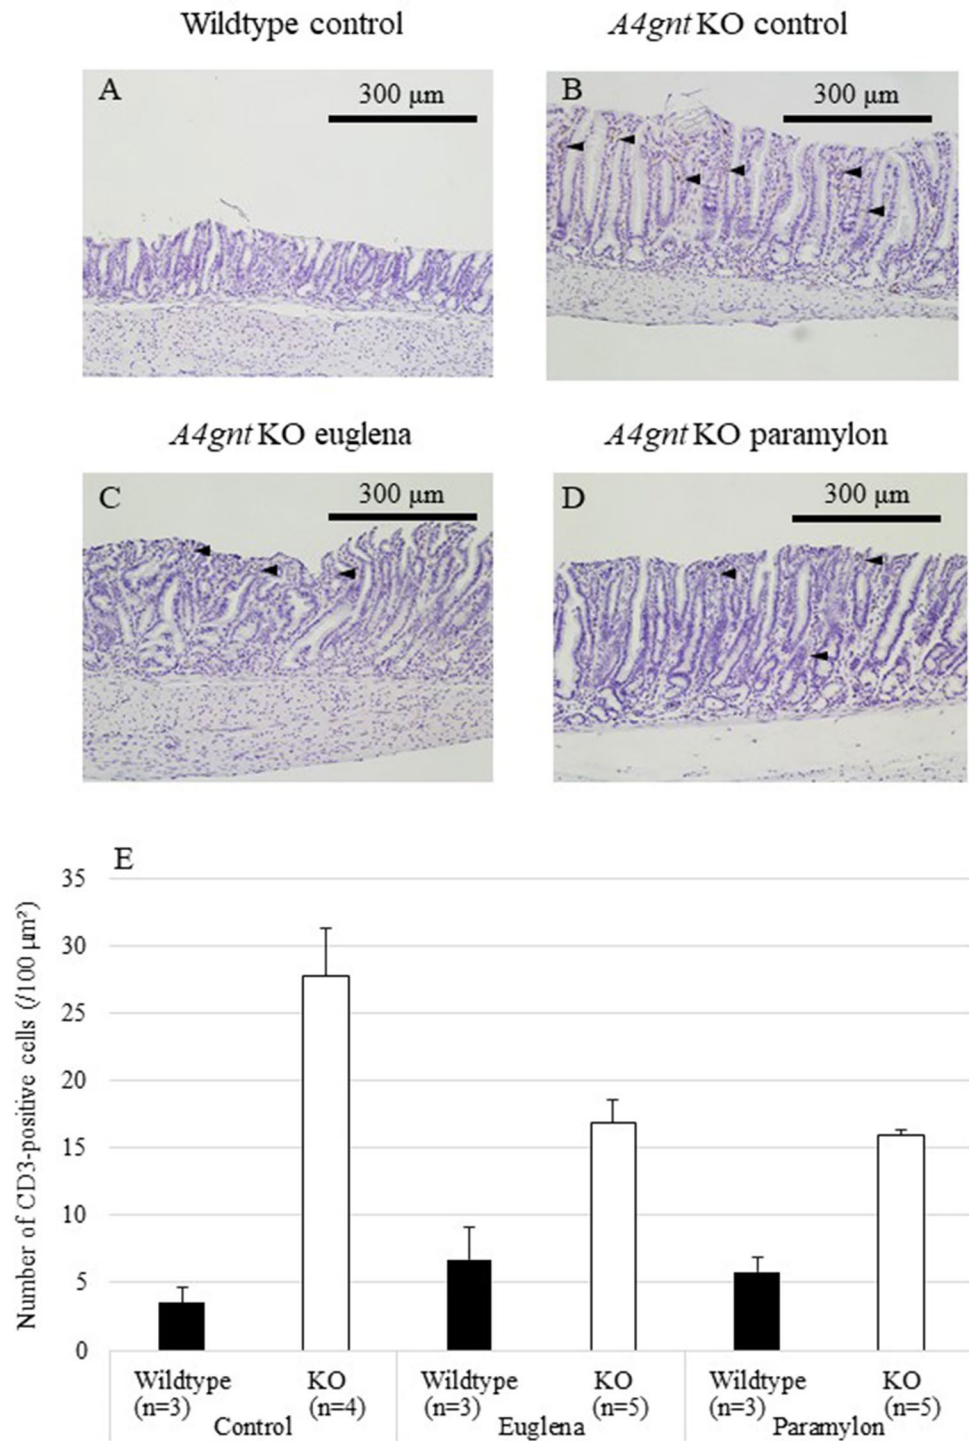 Wildtype control
A4gnt KO control
A
300 μm
B
300 μm
A4gnt KO euglena
A4gnt KO paramylon
C
300 μm
D
300 μm
E
Number of CD3-positive cells (/100 μm²)
35
30
25
20
15
10
5
0
Wildtype KO Wildtype KO Wildtype KO
(n=3) (n=4) (n=3) (n=5) (n=3) (n=5)
Control Euglena Paramylon